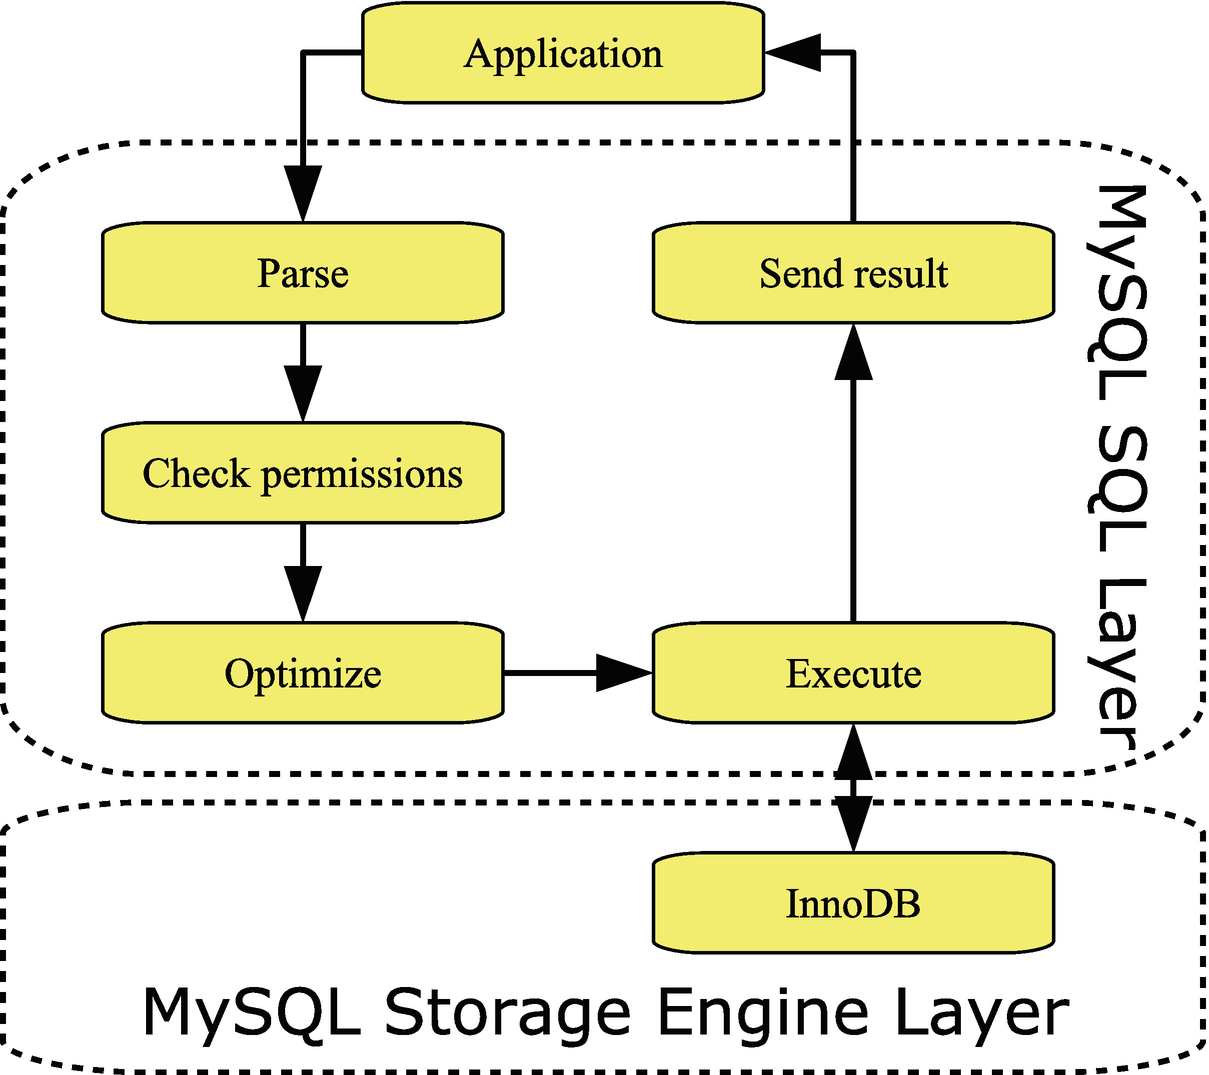 Application
Parse
Send result
Check permissions
Optimize
Execute
MySQL SQL Layer
InnoDB
MySQL Storage Engine Layer